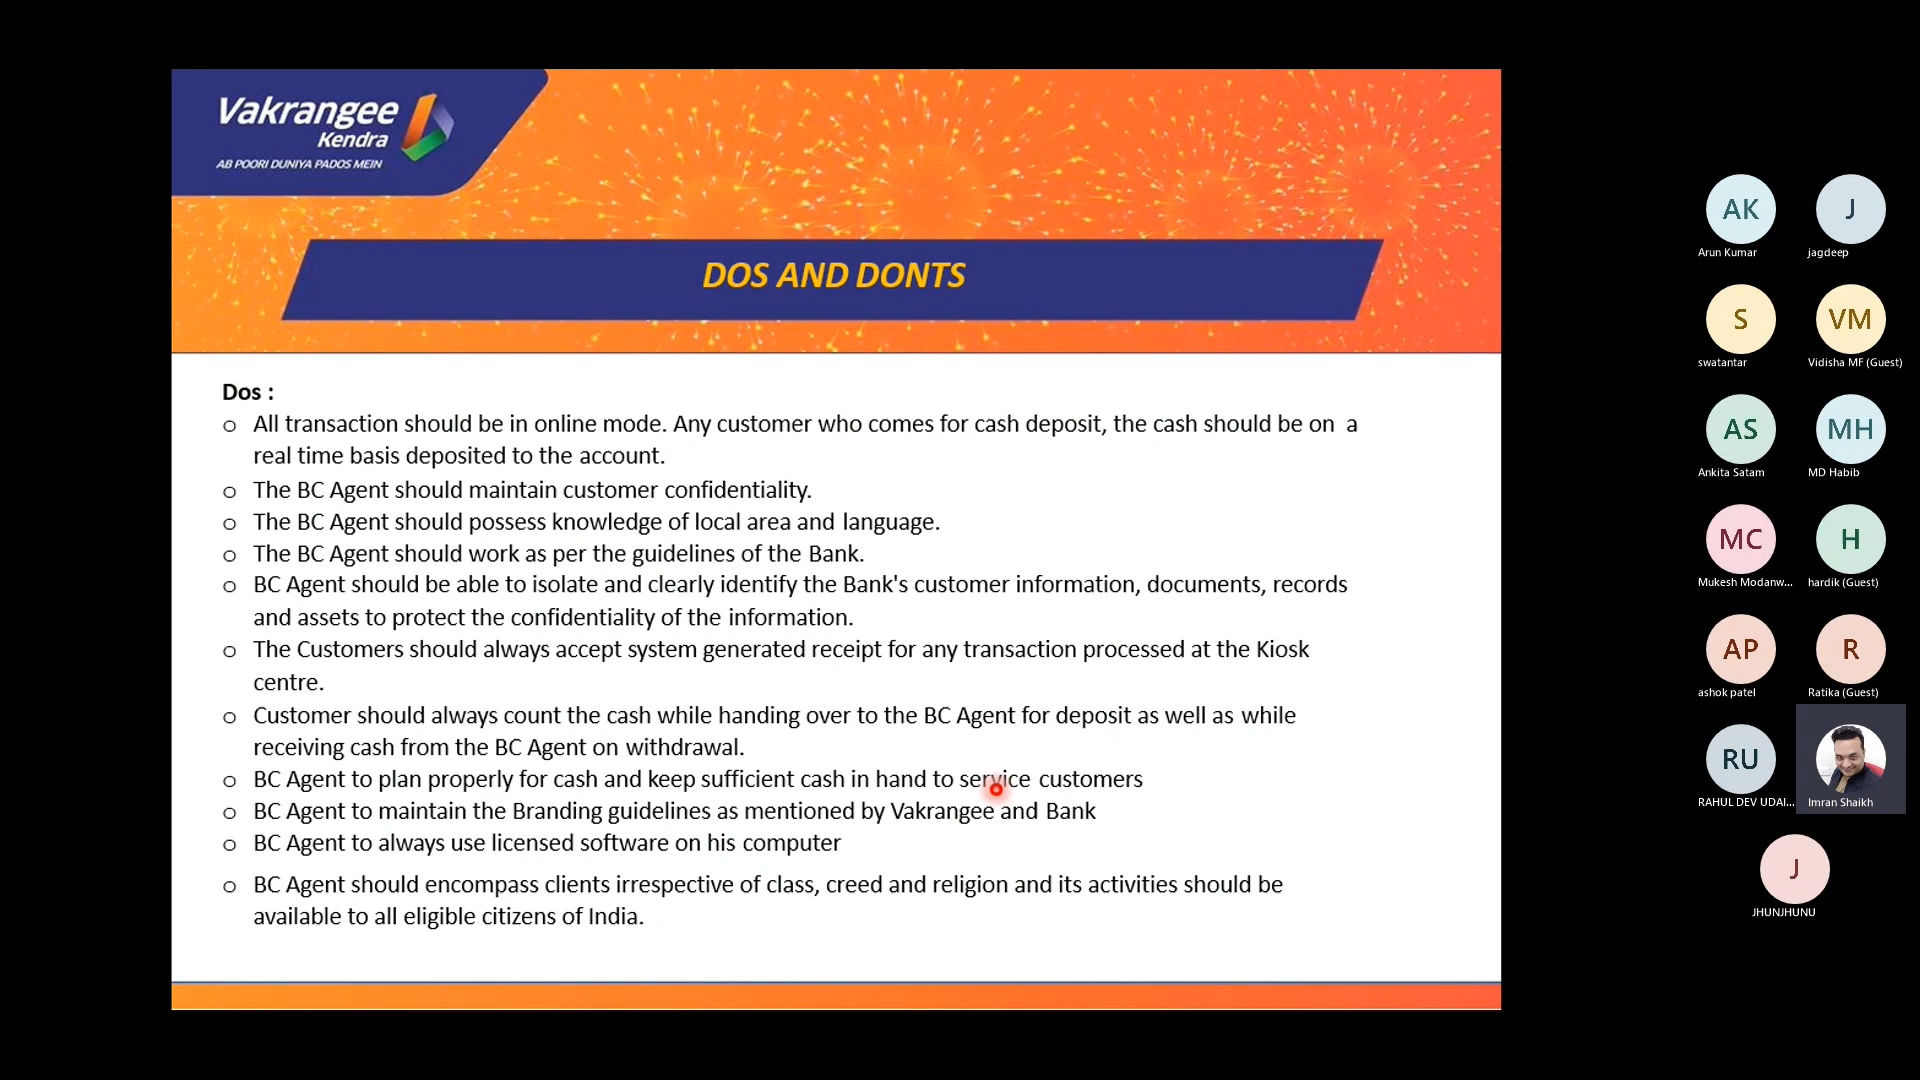 Vakrangee
Kendra
AB POORI DUNIYA PADOS MEIN
DOS AND DONTS
Dos :
o All transaction should be in online mode. Any customer who comes for cash deposit, the cash should be on a
real time basis deposited to the account.
o The BC Agent should maintain customer confidentiality.
o The BC Agent should possess knowledge of local area and language.
o The BC Agent should work as per the guidelines of the Bank.
o BC Agent should be able to isolate and clearly identify the Bank's customer information, documents, records
and assets to protect the confidentiality of the information.
o The Customers should always accept system generated receipt for any transaction processed at the Kiosk
centre.
o Customer should always count the cash while handing over to the BC Agent for deposit as well as while
receiving cash from the BC Agent on withdrawal.
o BC Agent to plan properly for cash and keep sufficient cash in hand to service customers
o BC Agent to maintain the Branding guidelines as mentioned by Vakrangee and Bank
o BC Agent to always use licensed software on his computer
o BC Agent should encompass clients irrespective of class, creed and religion and its activities should be
available to all eligible citizens of India.
AK J
Arun Kumar jagdeep
S VM
swatantar Vidisha MF (Guest)
AS MH
Ankita Satam MD Habib
MC H
Mukesh Modanw... hardik (Guest)
AP R
ashok patel Ratika (Guest)
RU
RAHUL DEV UDAI... Imran Shaikh
J
JHUNJHUNU